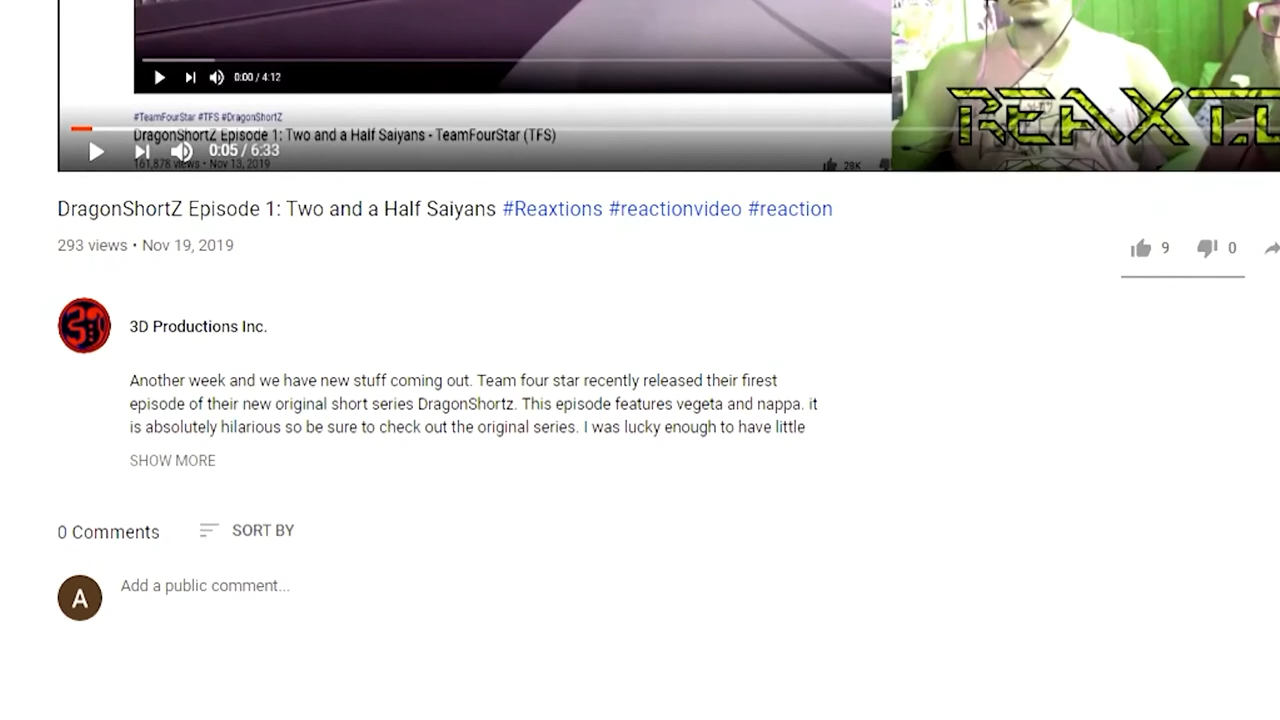 0:00 / 4:12
#TeamFourStar #TFS #DragonShortZ
DragonShortZ Episode 1: Two and a Half Saiyans - TeamFourStar (TFS)
0:05 / 6:33
161,878 views • Nov 13, 2019
28K
REAXTI
DragonShortZ Episode 1: Two and a Half Saiyans #Reaxtions #reactionvideo #reaction
293 views • Nov 19, 2019
9 0
3D Productions Inc.
Another week and we have new stuff coming out. Team four star recently released their firest
episode of their new original short series DragonShortz. This episode features vegeta and nappa. it
is absolutely hilarious so be sure to check out the original series. I was lucky enough to have little
SHOW MORE
0 Comments SORT BY
A Add a public comment...